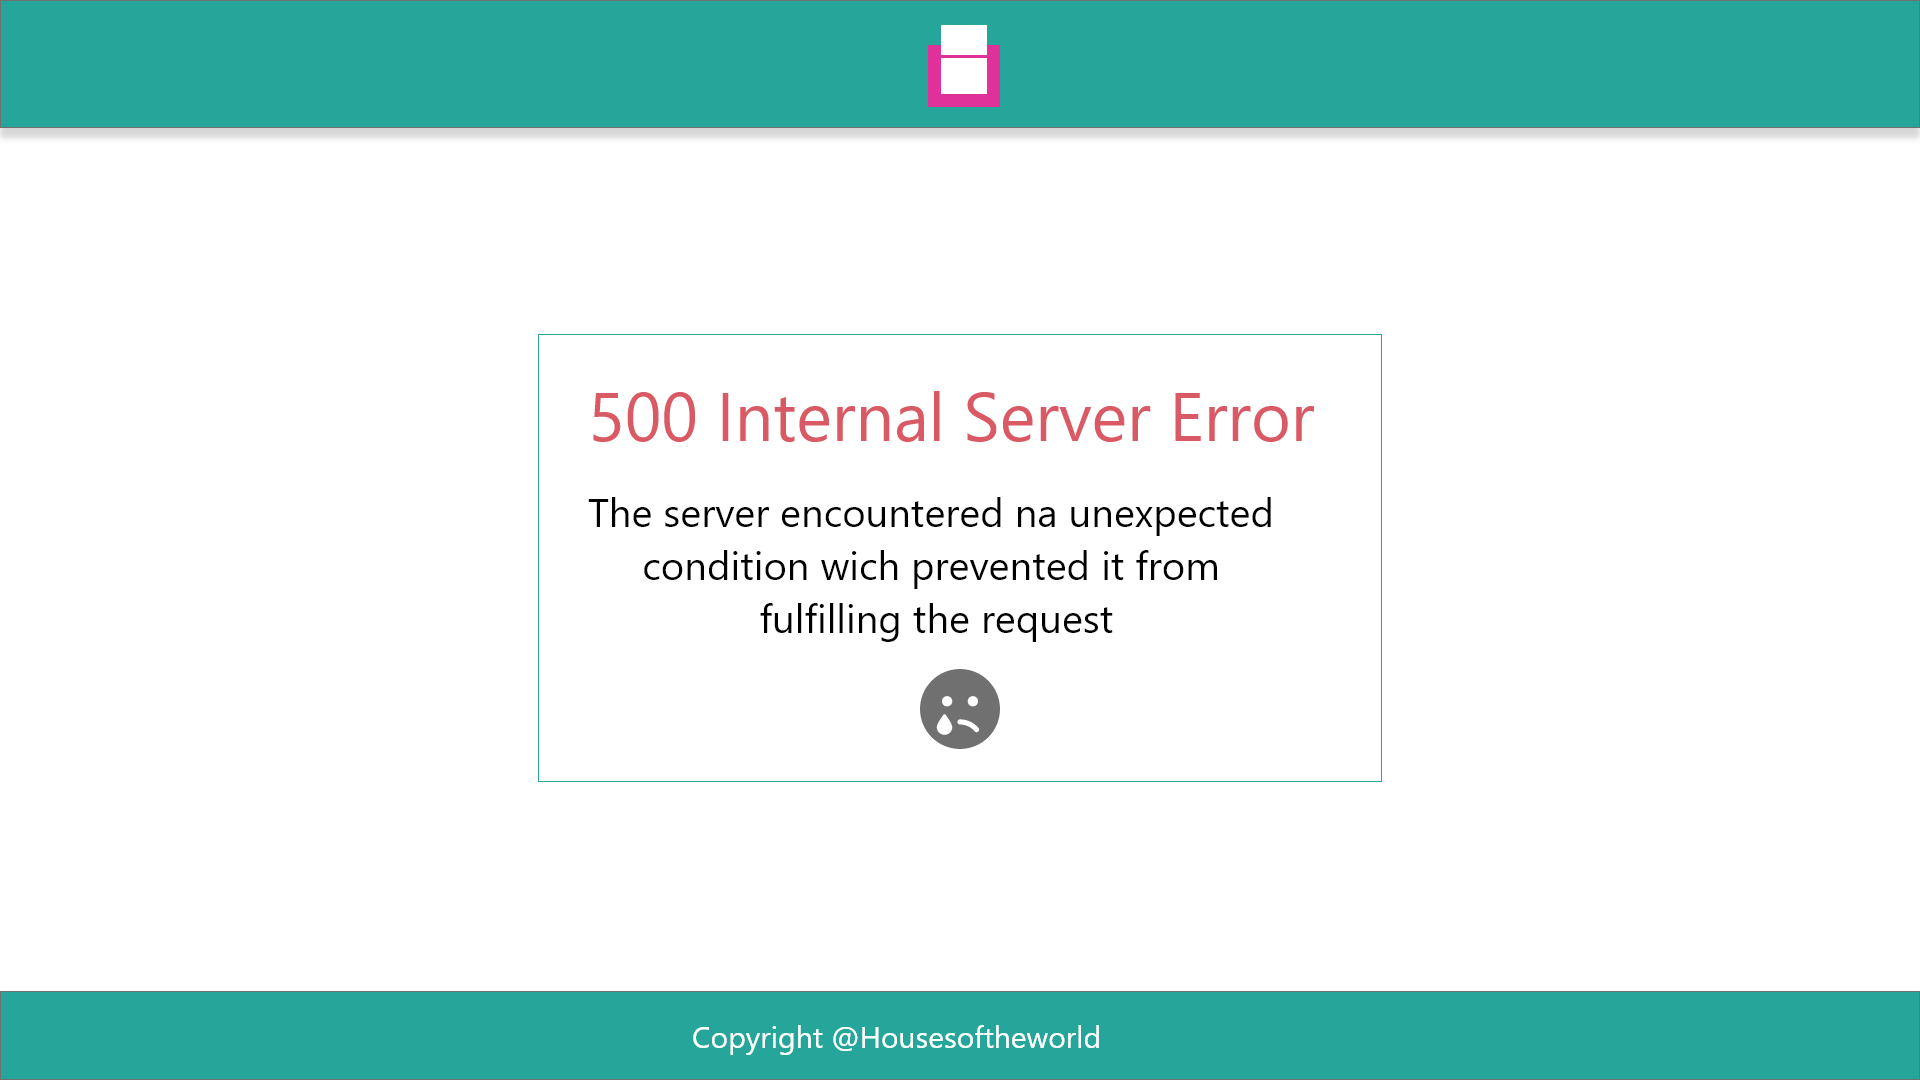 500 Internal Server Error
The server encountered na unexpected
condition wich prevented it from
fulfilling the request
Copyright @Housesoftheworld